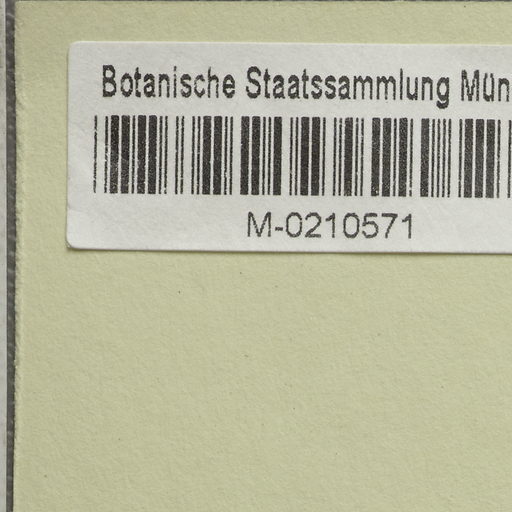 Botanische Staatssammlung Mün
M-0210571